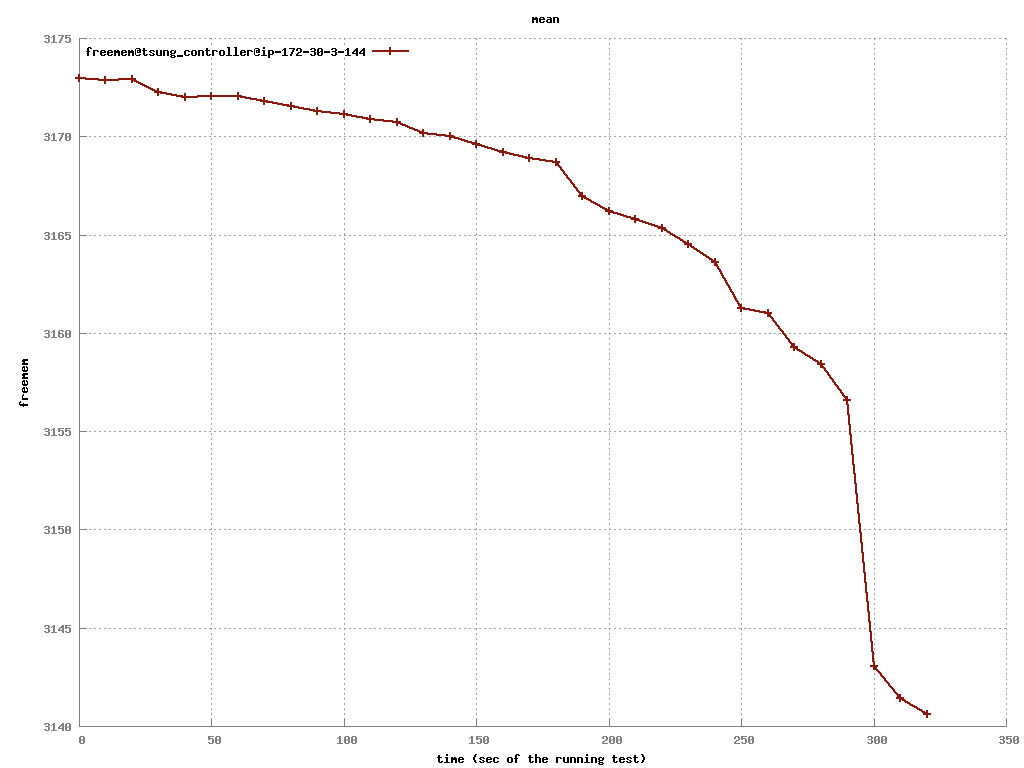 mean
3175
freemem@tsung_controller@ip-172-30-3-144
3170
3165
3160
freemem
3155
3150
3145
3140
0 50 100 150 200 250 300 350
time (sec of the running test)